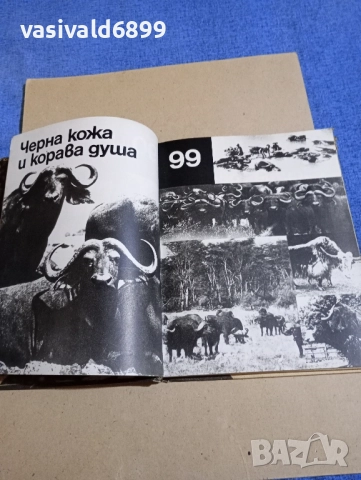 vasivald6899
Черна кожа
и корава душа
99
BAZAR